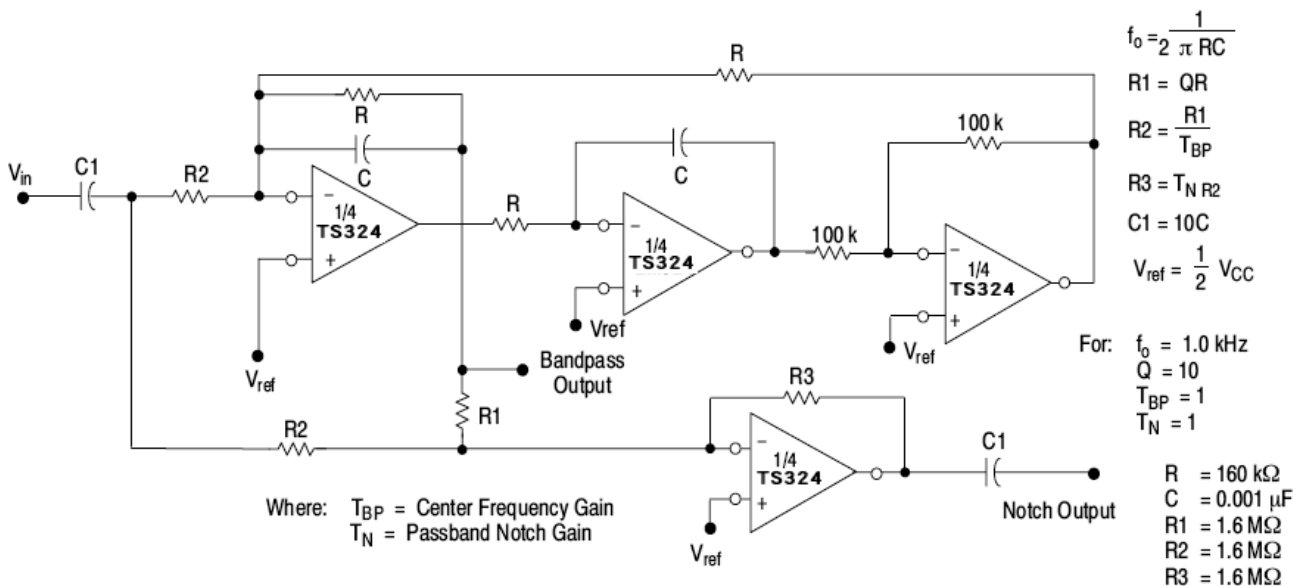 R
R
C
C1
V_in
R2
1/4
TS324
−
+
V_ref
R
C
1/4
TS324
−
+
Vref
100 k
100 k
1/4
TS324
−
+
V_ref
Bandpass
Output
R1
R2
R3
1/4
TS324
−
+
V_ref
C1
Notch Output
Where: T_BP = Center Frequency Gain
T_N = Passband Notch Gain
f_o = 2 1/π RC
R1 = QR
R2 = R1/T_BP
R3 = T_N R2
C1 = 10C
V_ref = 1/2 V_CC
For: f_o = 1.0 kHz
Q = 10
T_BP = 1
T_N = 1
R = 160 kΩ
C = 0.001 μF
R1 = 1.6 MΩ
R2 = 1.6 MΩ
R3 = 1.6 MΩ